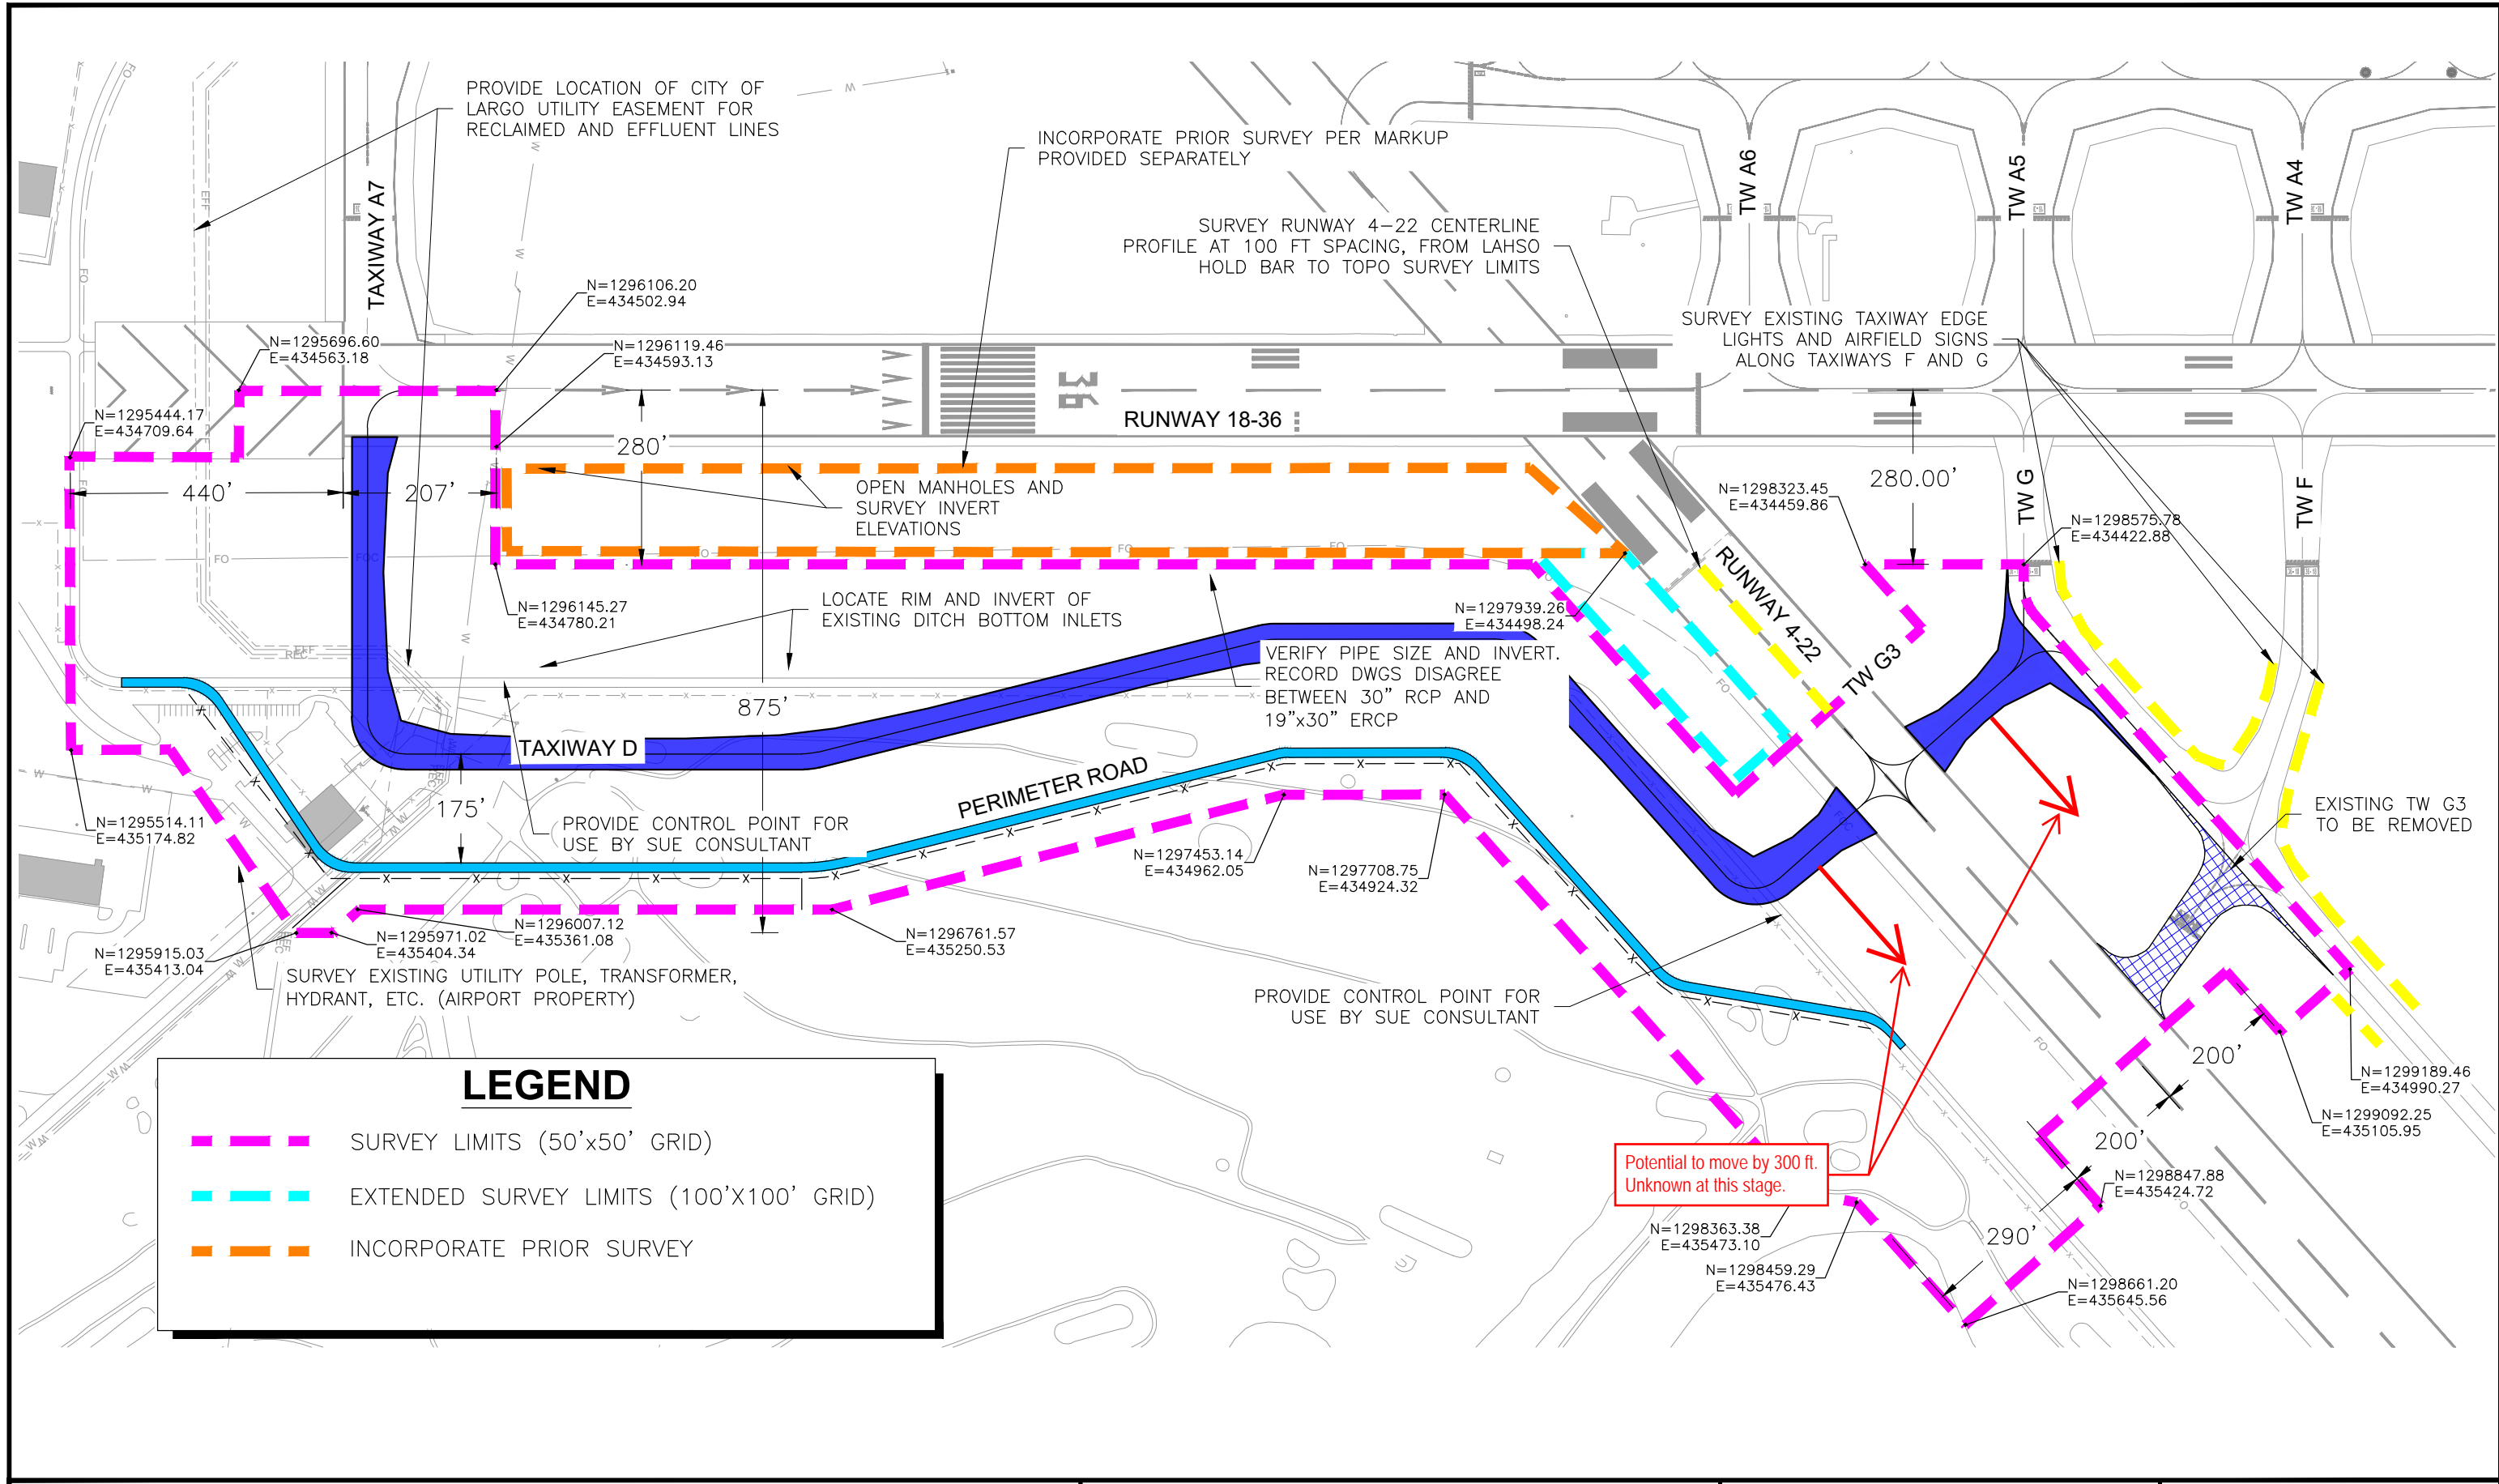 PROVIDE LOCATION OF CITY OF
LARGO UTILITY EASEMENT FOR
RECLAIMED AND EFFLUENT LINES
INCORPORATE PRIOR SURVEY PER MARKUP
PROVIDED SEPARATELY
SURVEY RUNWAY 4-22 CENTERLINE
PROFILE AT 100 FT SPACING, FROM LAHSO
HOLD BAR TO TOPO SURVEY LIMITS
TAXIWAY A7
TW A6
TW A5
TW A4
SURVEY EXISTING TAXIWAY EDGE
LIGHTS AND AIRFIELD SIGNS
ALONG TAXIWAYS F AND G
N=1296106.20
E=434502.94
N=1295696.60
E=434563.18
N=1296119.46
E=434593.13
N=1295444.17
E=434709.64
36
RUNWAY 18-36
280'
440'
207'
OPEN MANHOLES AND
SURVEY INVERT
ELEVATIONS
N=1298323.45
E=434459.86
280.00'
TW G
TW F
N=1298575.78
E=434422.88
N=1296145.27
E=434780.21
LOCATE RIM AND INVERT OF
EXISTING DITCH BOTTOM INLETS
N=1297939.26
E=434498.24
RUNWAY 4-22
TW G3
VERIFY PIPE SIZE AND INVERT.
RECORD DWGS DISAGREE
BETWEEN 30" RCP AND
19"x30" ERCP
875'
TAXIWAY D
175'
PERIMETER ROAD
N=1295514.11
E=435174.82
PROVIDE CONTROL POINT FOR
USE BY SUE CONSULTANT
N=1297453.14
E=434962.05
N=1297708.75
E=434924.32
EXISTING TW G3
TO BE REMOVED
N=1295915.03
E=435413.04
N=1295971.02
E=435404.34
N=1296007.12
E=435361.08
N=1296761.57
E=435250.53
SURVEY EXISTING UTILITY POLE, TRANSFORMER,
HYDRANT, ETC. (AIRPORT PROPERTY)
PROVIDE CONTROL POINT FOR
USE BY SUE CONSULTANT
200'
N=1299189.46
E=434990.27
N=1299092.25
E=435105.95
200'
N=1298847.88
E=435424.72
Potential to move by 300 ft.
Unknown at this stage.
N=1298363.38
E=435473.10
290'
N=1298459.29
E=435476.43
N=1298661.20
E=435645.56
LEGEND
SURVEY LIMITS (50'x50' GRID)
EXTENDED SURVEY LIMITS (100'X100' GRID)
INCORPORATE PRIOR SURVEY